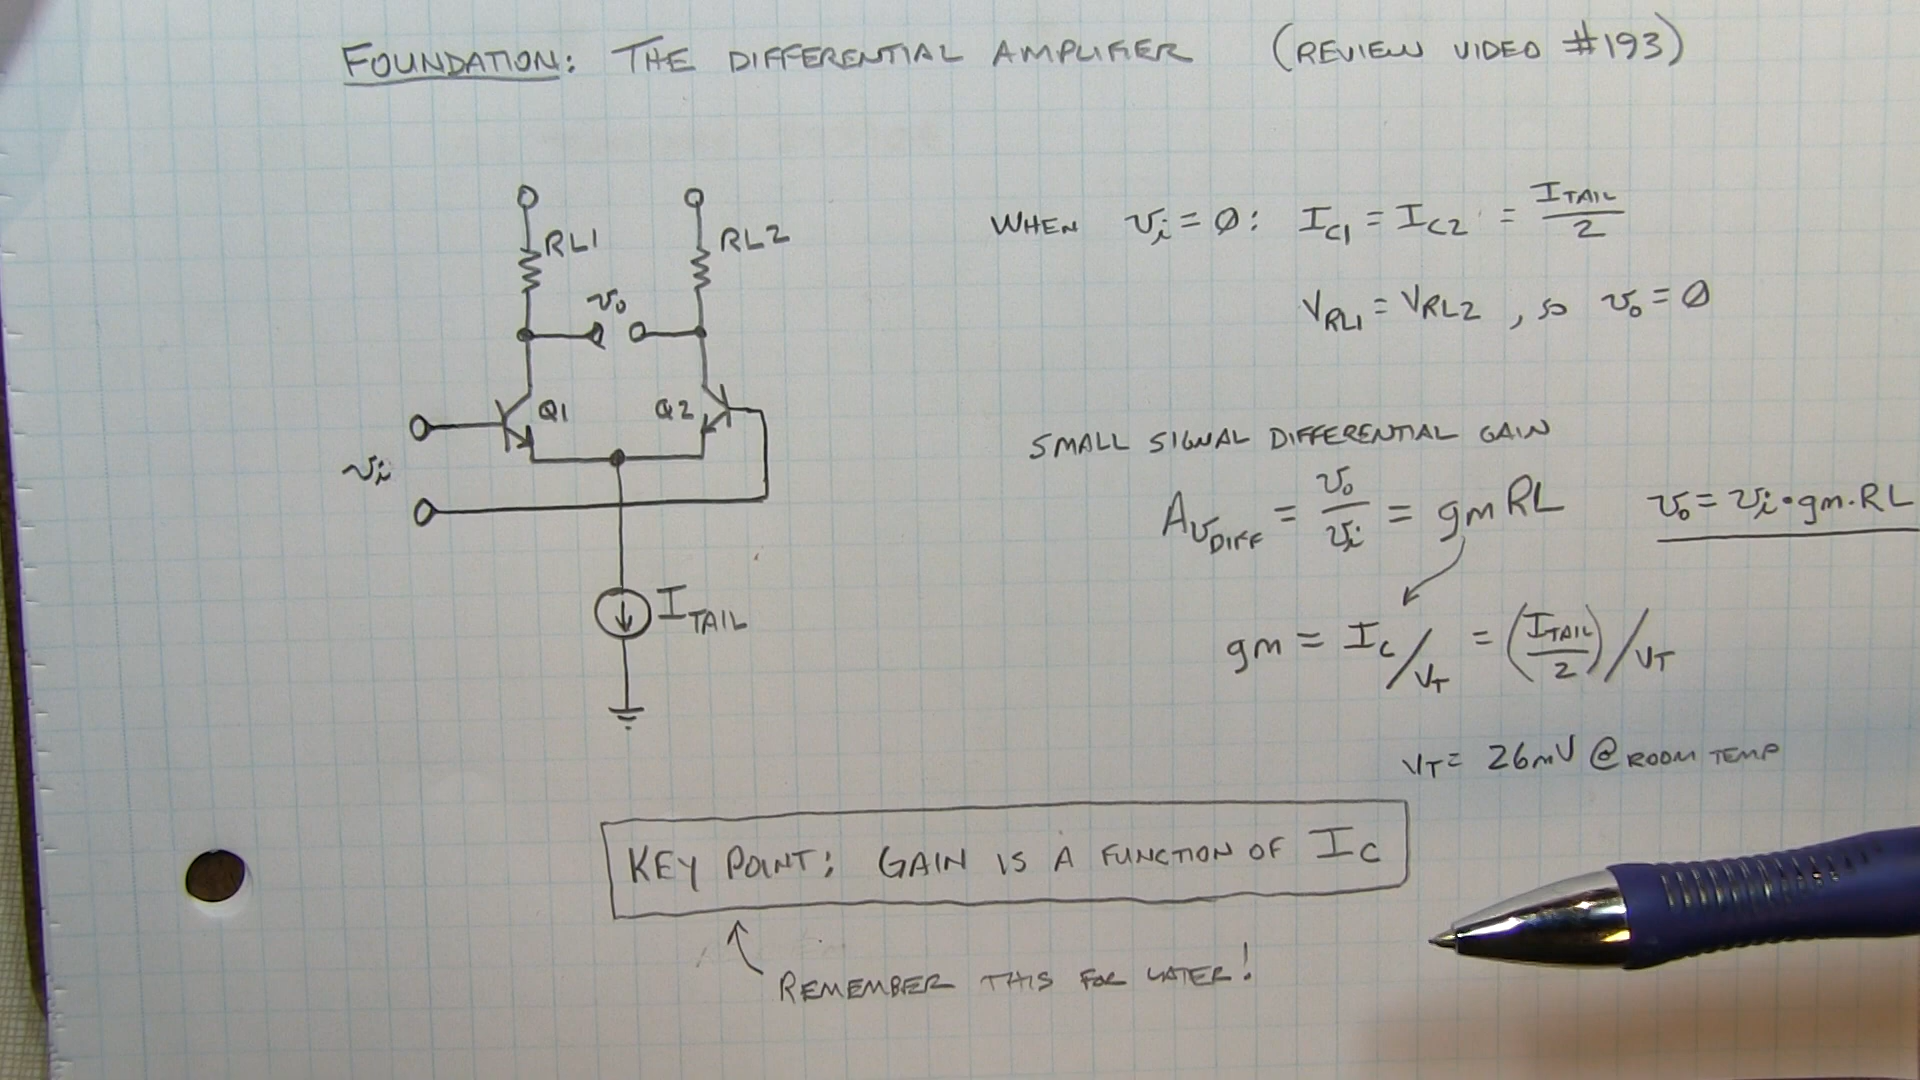 FOUNDATION: THE DIFFERENTIAL AMPLIFIER (REVIEW VIDEO #193)
RL1
RL2
vo
Q1
Q2
vi
ITAIL
WHEN vi = Ø: IC1 = IC2 = ITAIL/2
VRL1 = VRL2, SO vo = Ø
SMALL SIGNAL DIFFERENTIAL GAIN
AvDIFF = vo/vi = gmRL
vo = vi·gm·RL
gm = IC/VT = (ITAIL/2)/VT
VT = 26mV @ ROOM TEMP
KEY POINT: GAIN IS A FUNCTION OF IC
REMEMBER THIS FOR LATER!